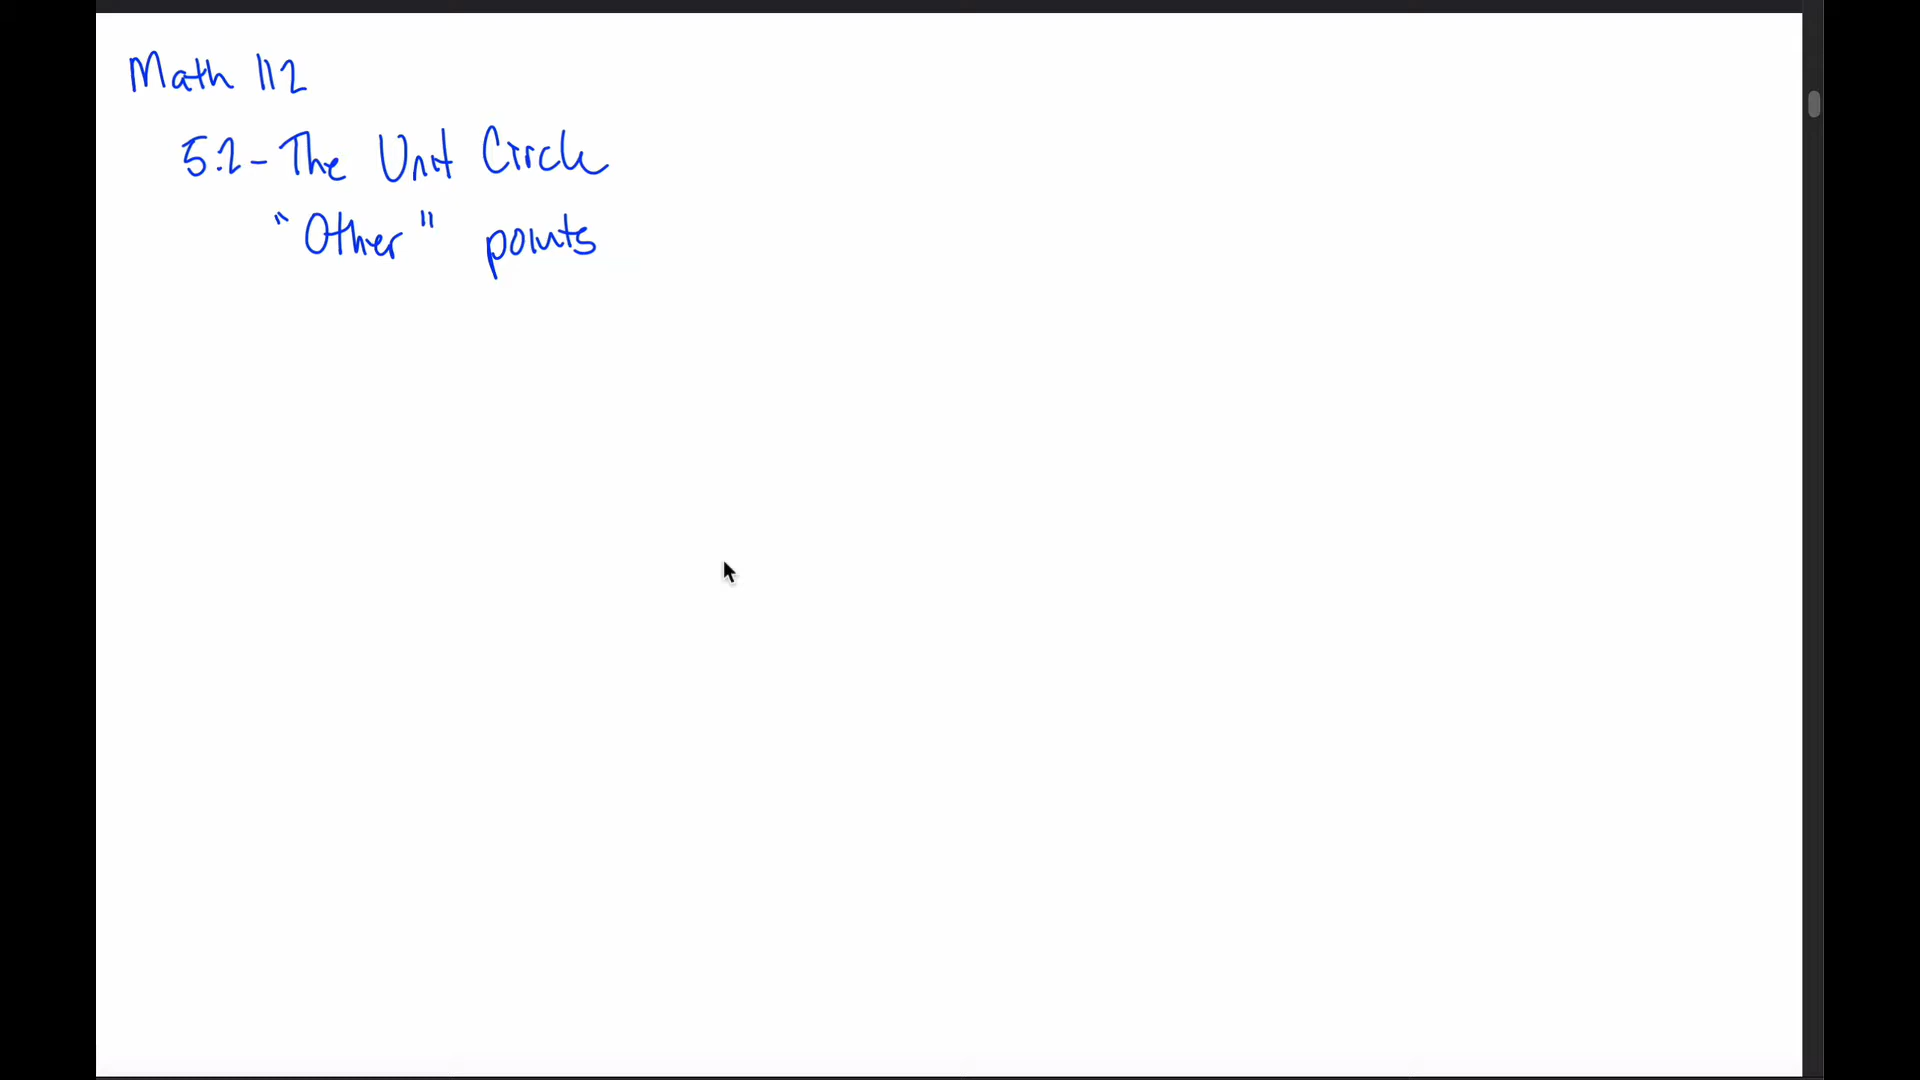 Math 112
5.2 - The Unit Circle
"Other" points